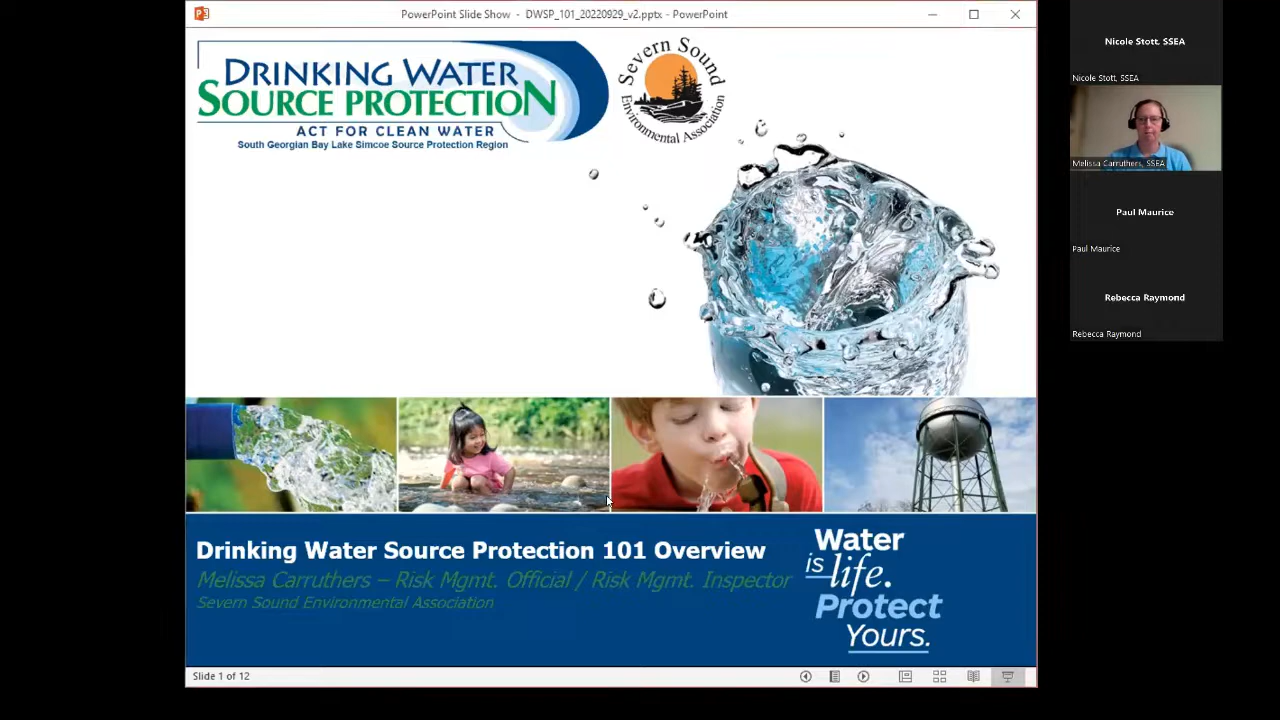 PowerPoint Slide Show - DWSP_101_20220929_v2.pptx - PowerPoint
DRINKING WATER
SOURCE PROTECTION
ACT FOR CLEAN WATER
South Georgian Bay Lake Simcoe Source Protection Region
Severn Sound
Environmental Association
Drinking Water Source Protection 101 Overview
Melissa Carruthers – Risk Mgmt. Official / Risk Mgmt. Inspector
Severn Sound Environmental Association
Water
is life.
Protect
Yours.
Slide 1 of 12
Nicole Stott, SSEA
Nicole Stott, SSEA
Melissa Carruthers, SSEA
Paul Maurice
Paul Maurice
Rebecca Raymond
Rebecca Raymond